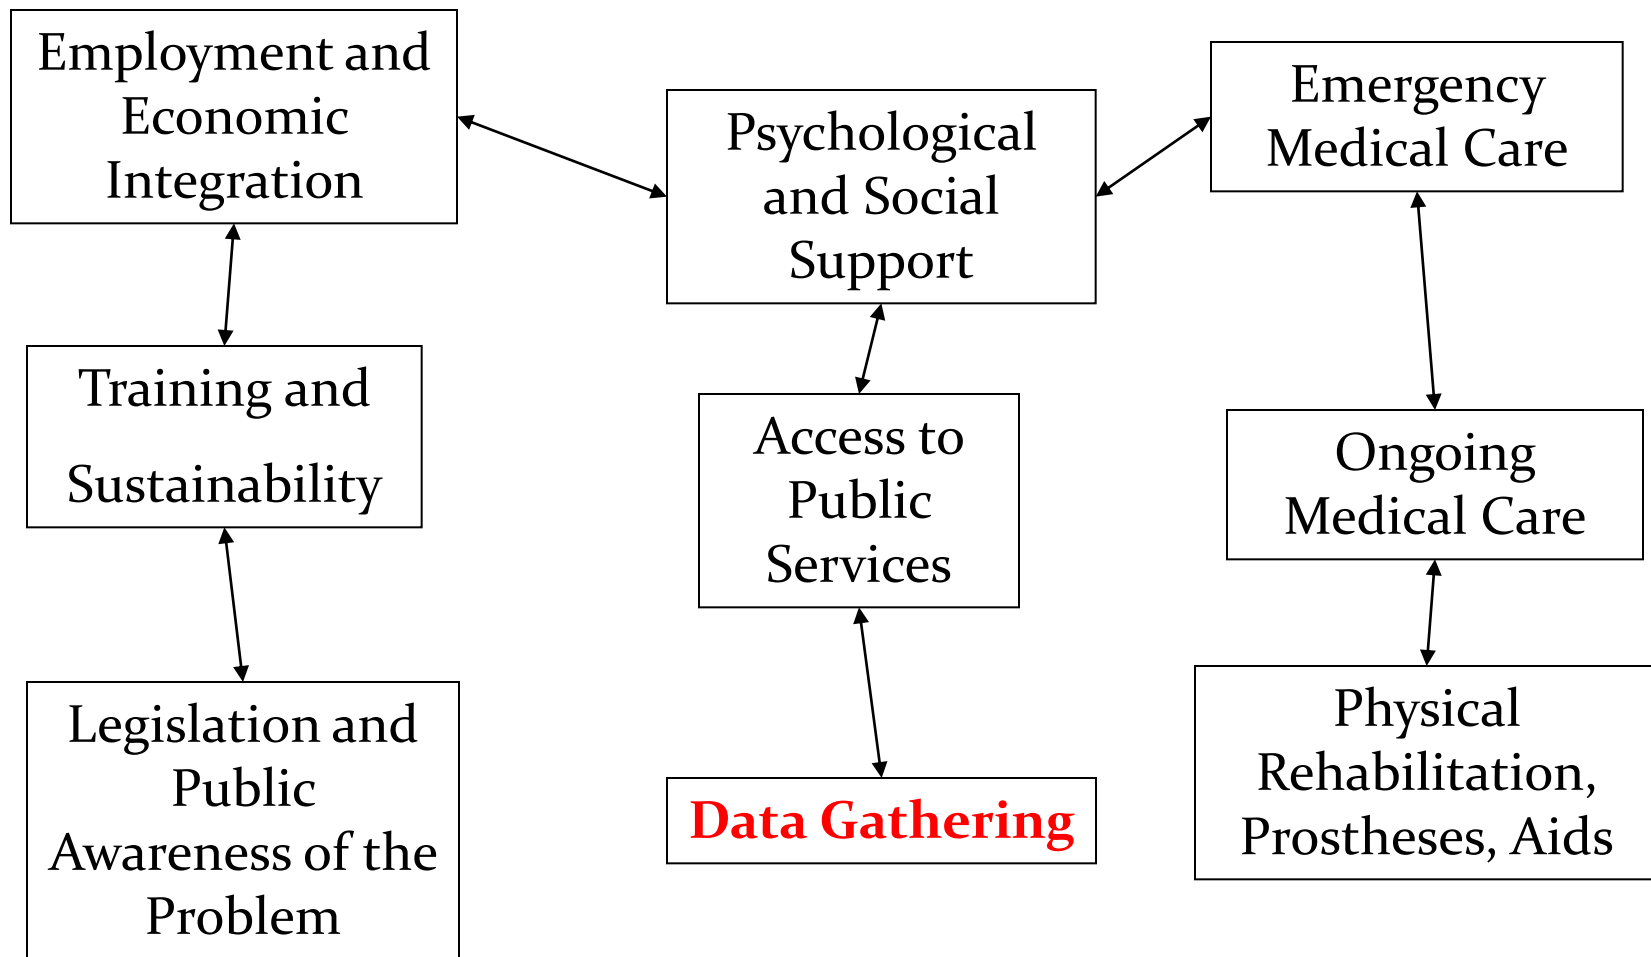 Employment and
Economic
Integration
Psychological
and Social
Support
Emergency
Medical Care
Training and
Sustainability
Access to
Public
Services
Ongoing
Medical Care
Legislation and
Public
Awareness of the
Problem
Data Gathering
Physical
Rehabilitation,
Prostheses, Aids